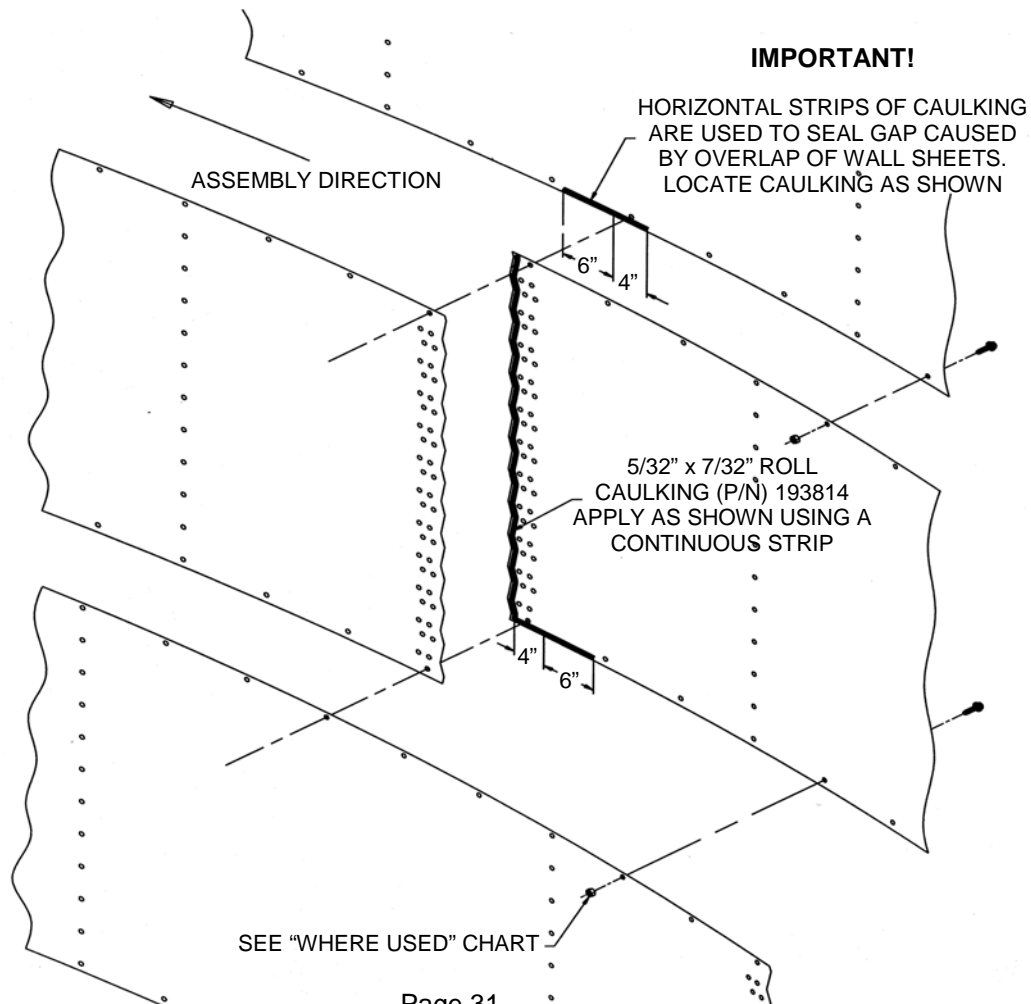 IMPORTANT!
HORIZONTAL STRIPS OF CAULKING
ARE USED TO SEAL GAP CAUSED
BY OVERLAP OF WALL SHEETS.
LOCATE CAULKING AS SHOWN
ASSEMBLY DIRECTION
6”
4”
5/32” x 7/32” ROLL
CAULKING (P/N) 193814
APPLY AS SHOWN USING A
CONTINUOUS STRIP
4”
6”
SEE “WHERE USED” CHART
Page 31